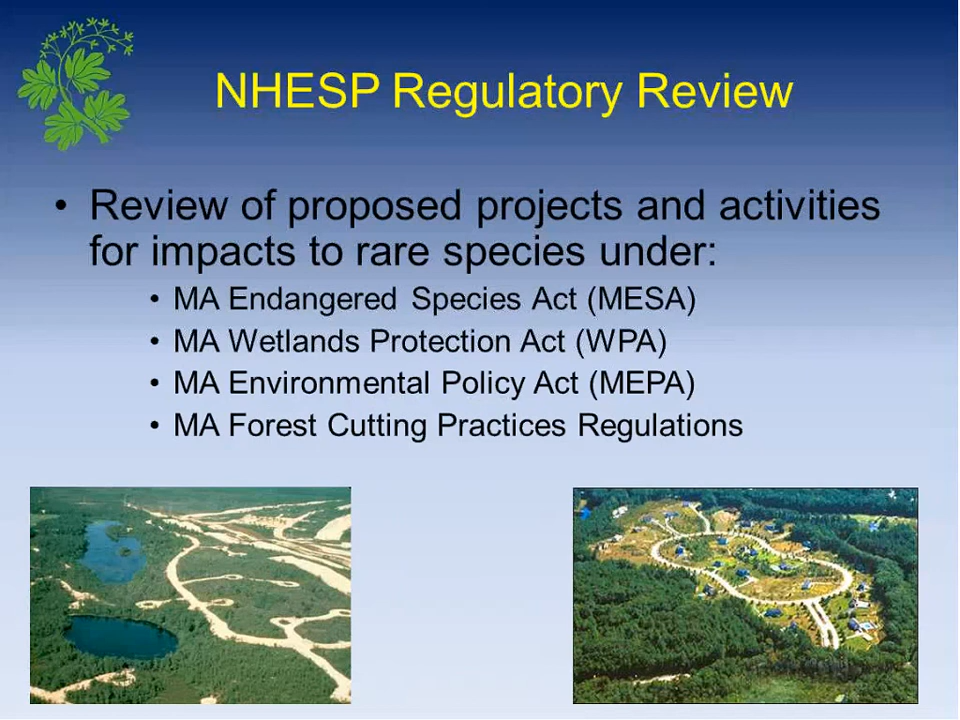 NHESP Regulatory Review
• Review of proposed projects and activities
for impacts to rare species under:
• MA Endangered Species Act (MESA)
• MA Wetlands Protection Act (WPA)
• MA Environmental Policy Act (MEPA)
• MA Forest Cutting Practices Regulations